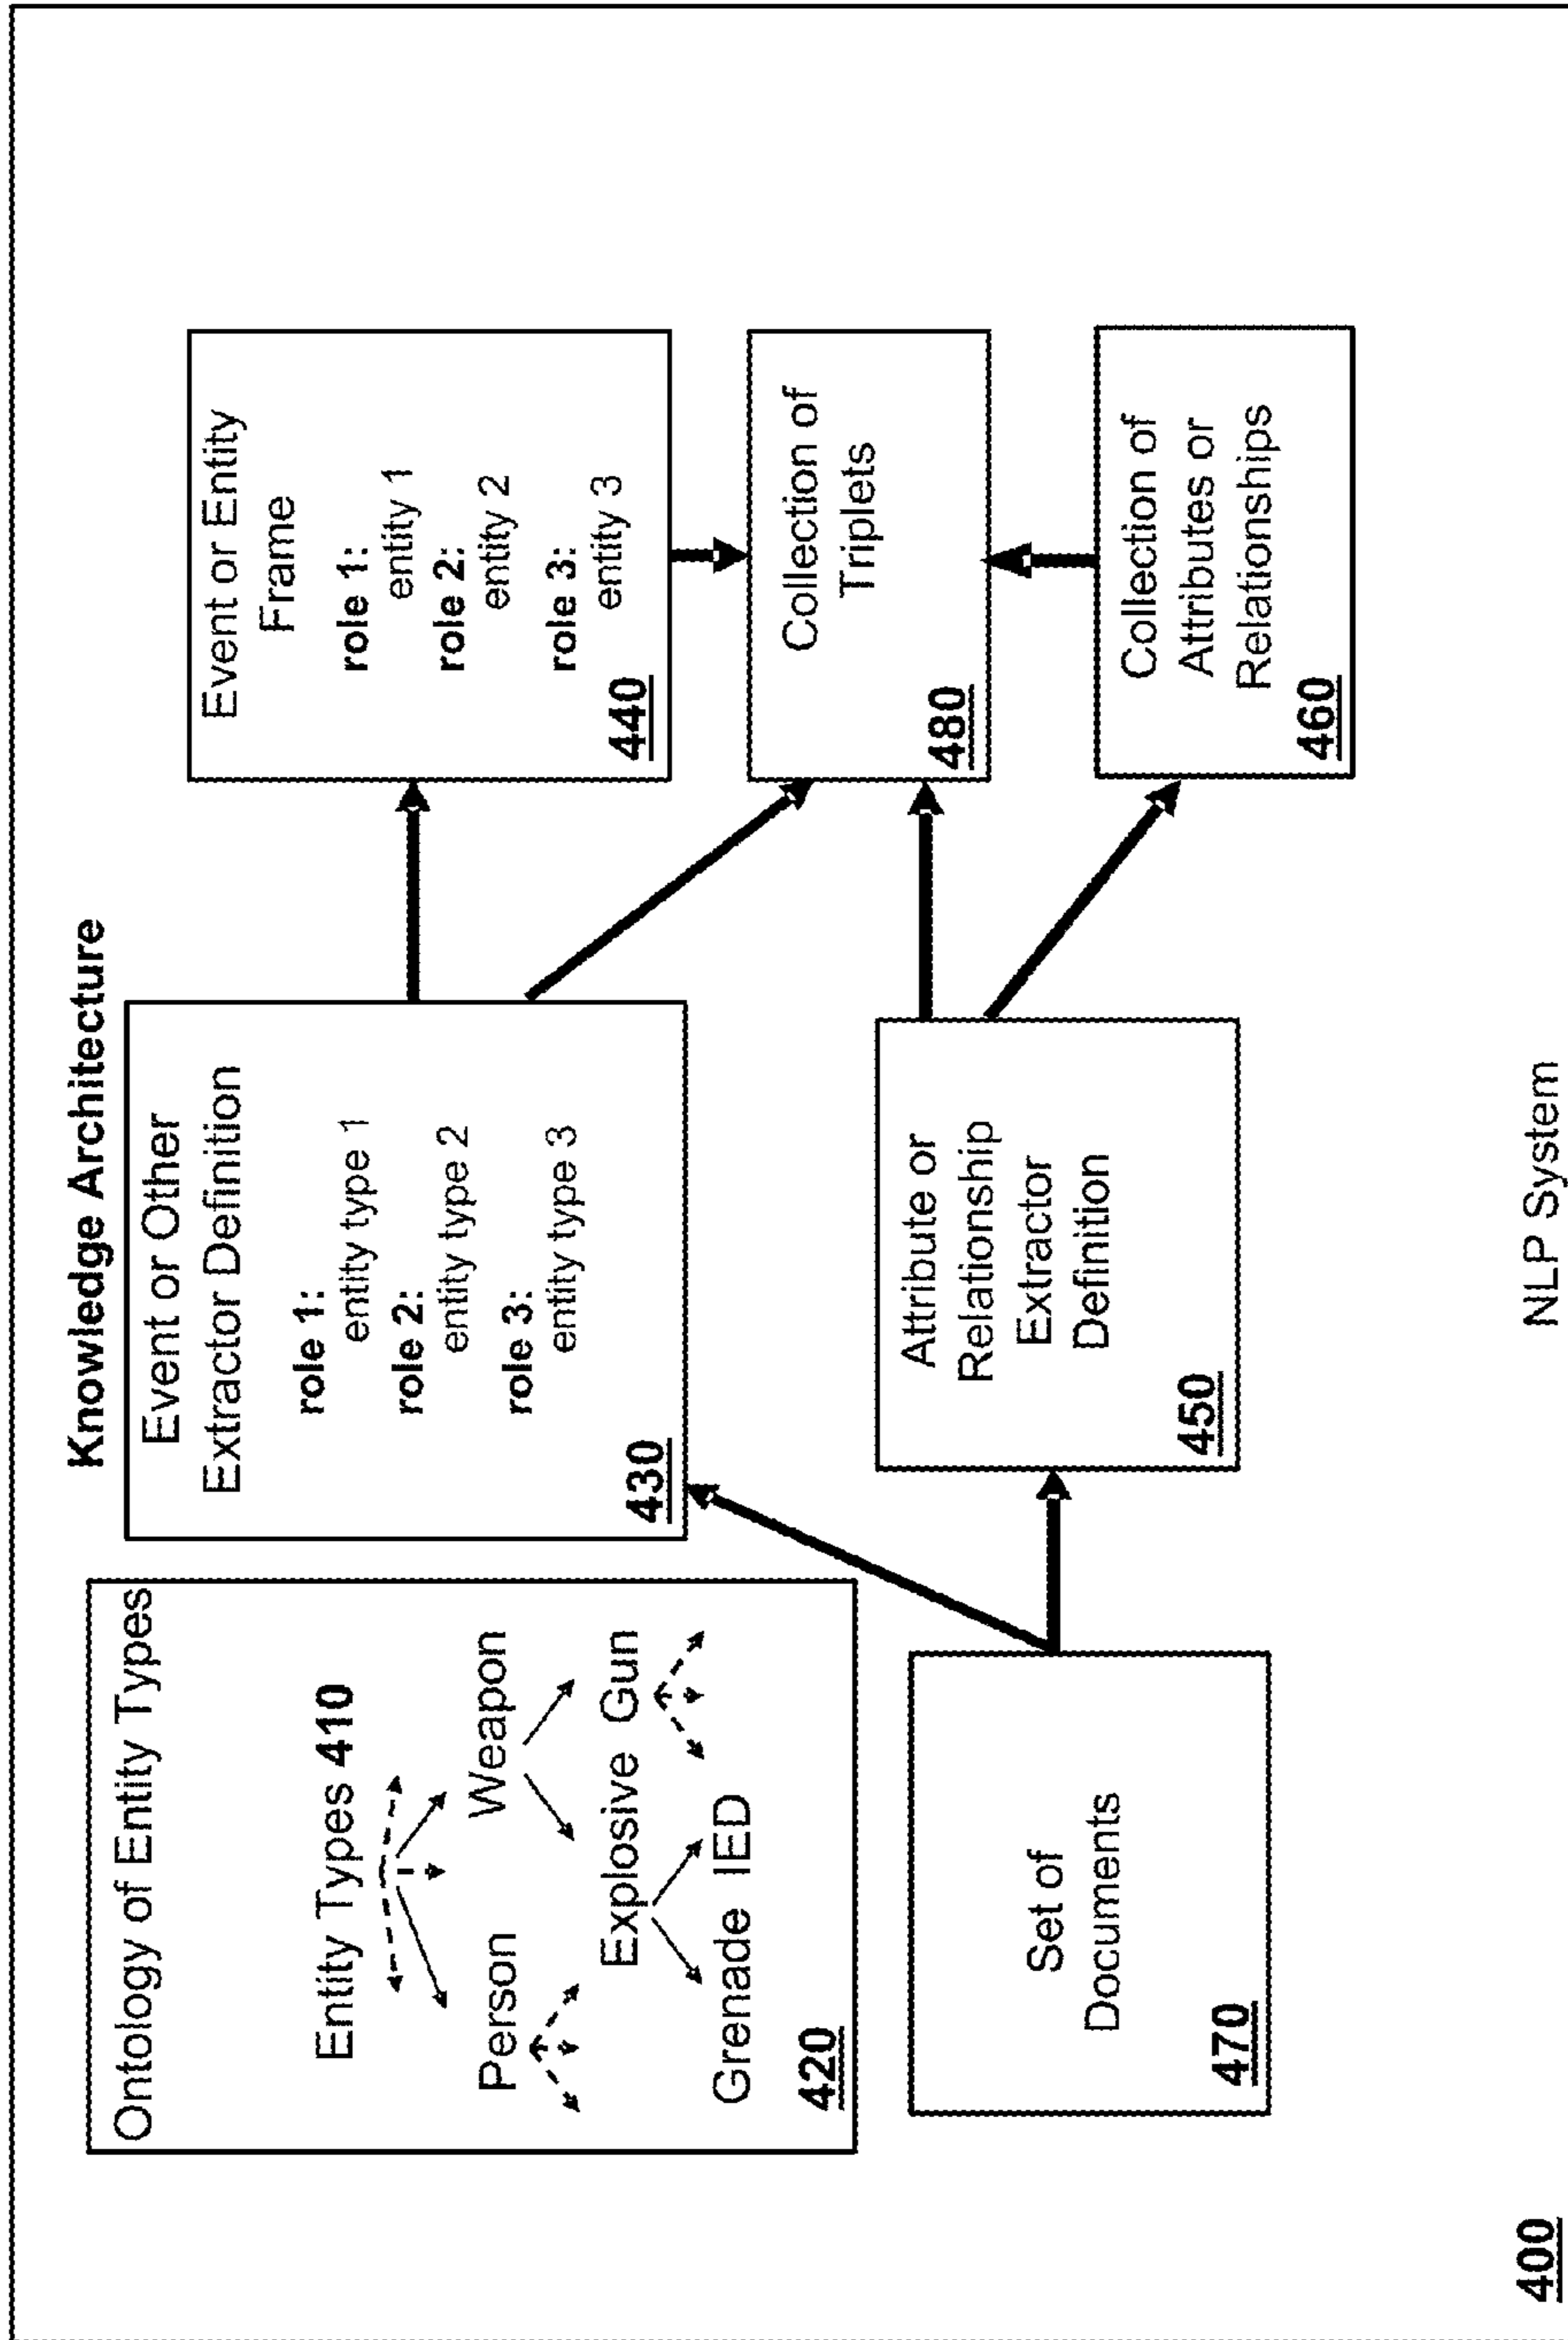 Knowledge Architecture
Ontology of Entity Types
Entity Types 410
Person
Weapon
Explosive
Gun
Grenade
IED
420
Event or Other
Extractor Definition
role 1:
entity type 1
role 2:
entity type 2
role 3:
entity type 3
430
Event or Entity
Frame
role 1:
entity 1
role 2:
entity 2
role 3:
entity 3
440
Collection of
Triplets
480
Set of
Documents
470
Attribute or
Relationship
Extractor
Definition
450
Collection of
Attributes or
Relationships
460
400
NLP System